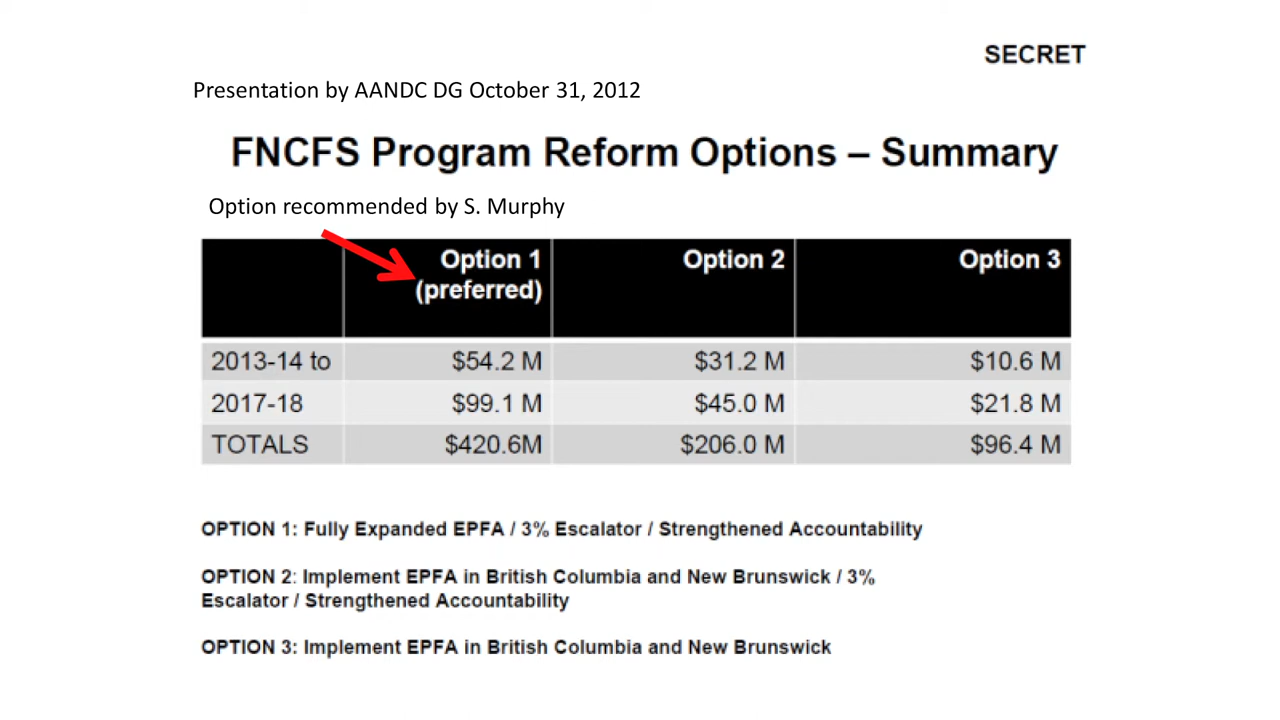 SECRET
Presentation by AANDC DG October 31, 2012
FNCFS Program Reform Options – Summary
Option recommended by S. Murphy
Option 1 Option 2 Option 3
(preferred)
2013-14 to $54.2 M $31.2 M $10.6 M
2017-18 $99.1 M $45.0 M $21.8 M
TOTALS $420.6M $206.0 M $96.4 M
OPTION 1: Fully Expanded EPFA / 3% Escalator / Strengthened Accountability
OPTION 2: Implement EPFA in British Columbia and New Brunswick / 3%
Escalator / Strengthened Accountability
OPTION 3: Implement EPFA in British Columbia and New Brunswick